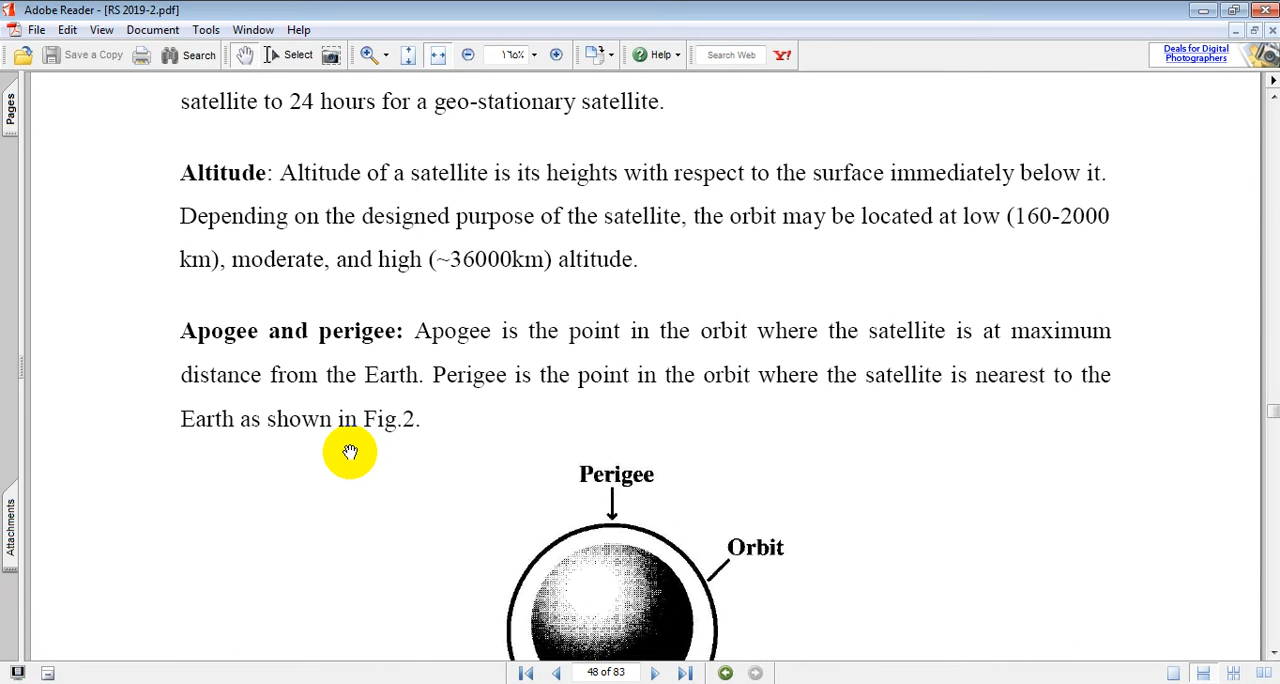 Adobe Reader - [RS 2019-2.pdf]
File Edit View Document Tools Window Help
Save a Copy Search Select 176% Help Search Web Y! Deals for Digital
Photographers
Pages
Attachments
satellite to 24 hours for a geo-stationary satellite.
Altitude: Altitude of a satellite is its heights with respect to the surface immediately below it.
Depending on the designed purpose of the satellite, the orbit may be located at low (160-2000
km), moderate, and high (~36000km) altitude.
Apogee and perigee: Apogee is the point in the orbit where the satellite is at maximum
distance from the Earth. Perigee is the point in the orbit where the satellite is nearest to the
Earth as shown in Fig.2.
Perigee
Orbit
48 of 83